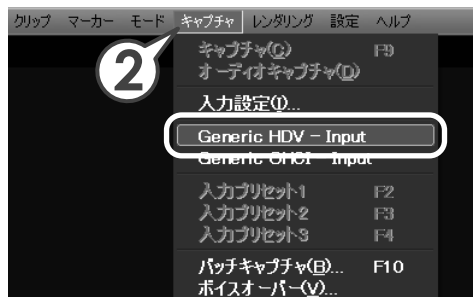 クリップ マーカー モード キャプチャ レンダリング 設定 ヘルプ
2
キャプチャ(C) F9
オーディオキャプチャ(D)
入力設定(I)...
Generic HDV - Input
Generic OHCI - Input
入力プリセット1 F2
入力プリセット2 F3
入力プリセット3 F4
バッチキャプチャ(B)... F10
ボイスオーバー(V)...